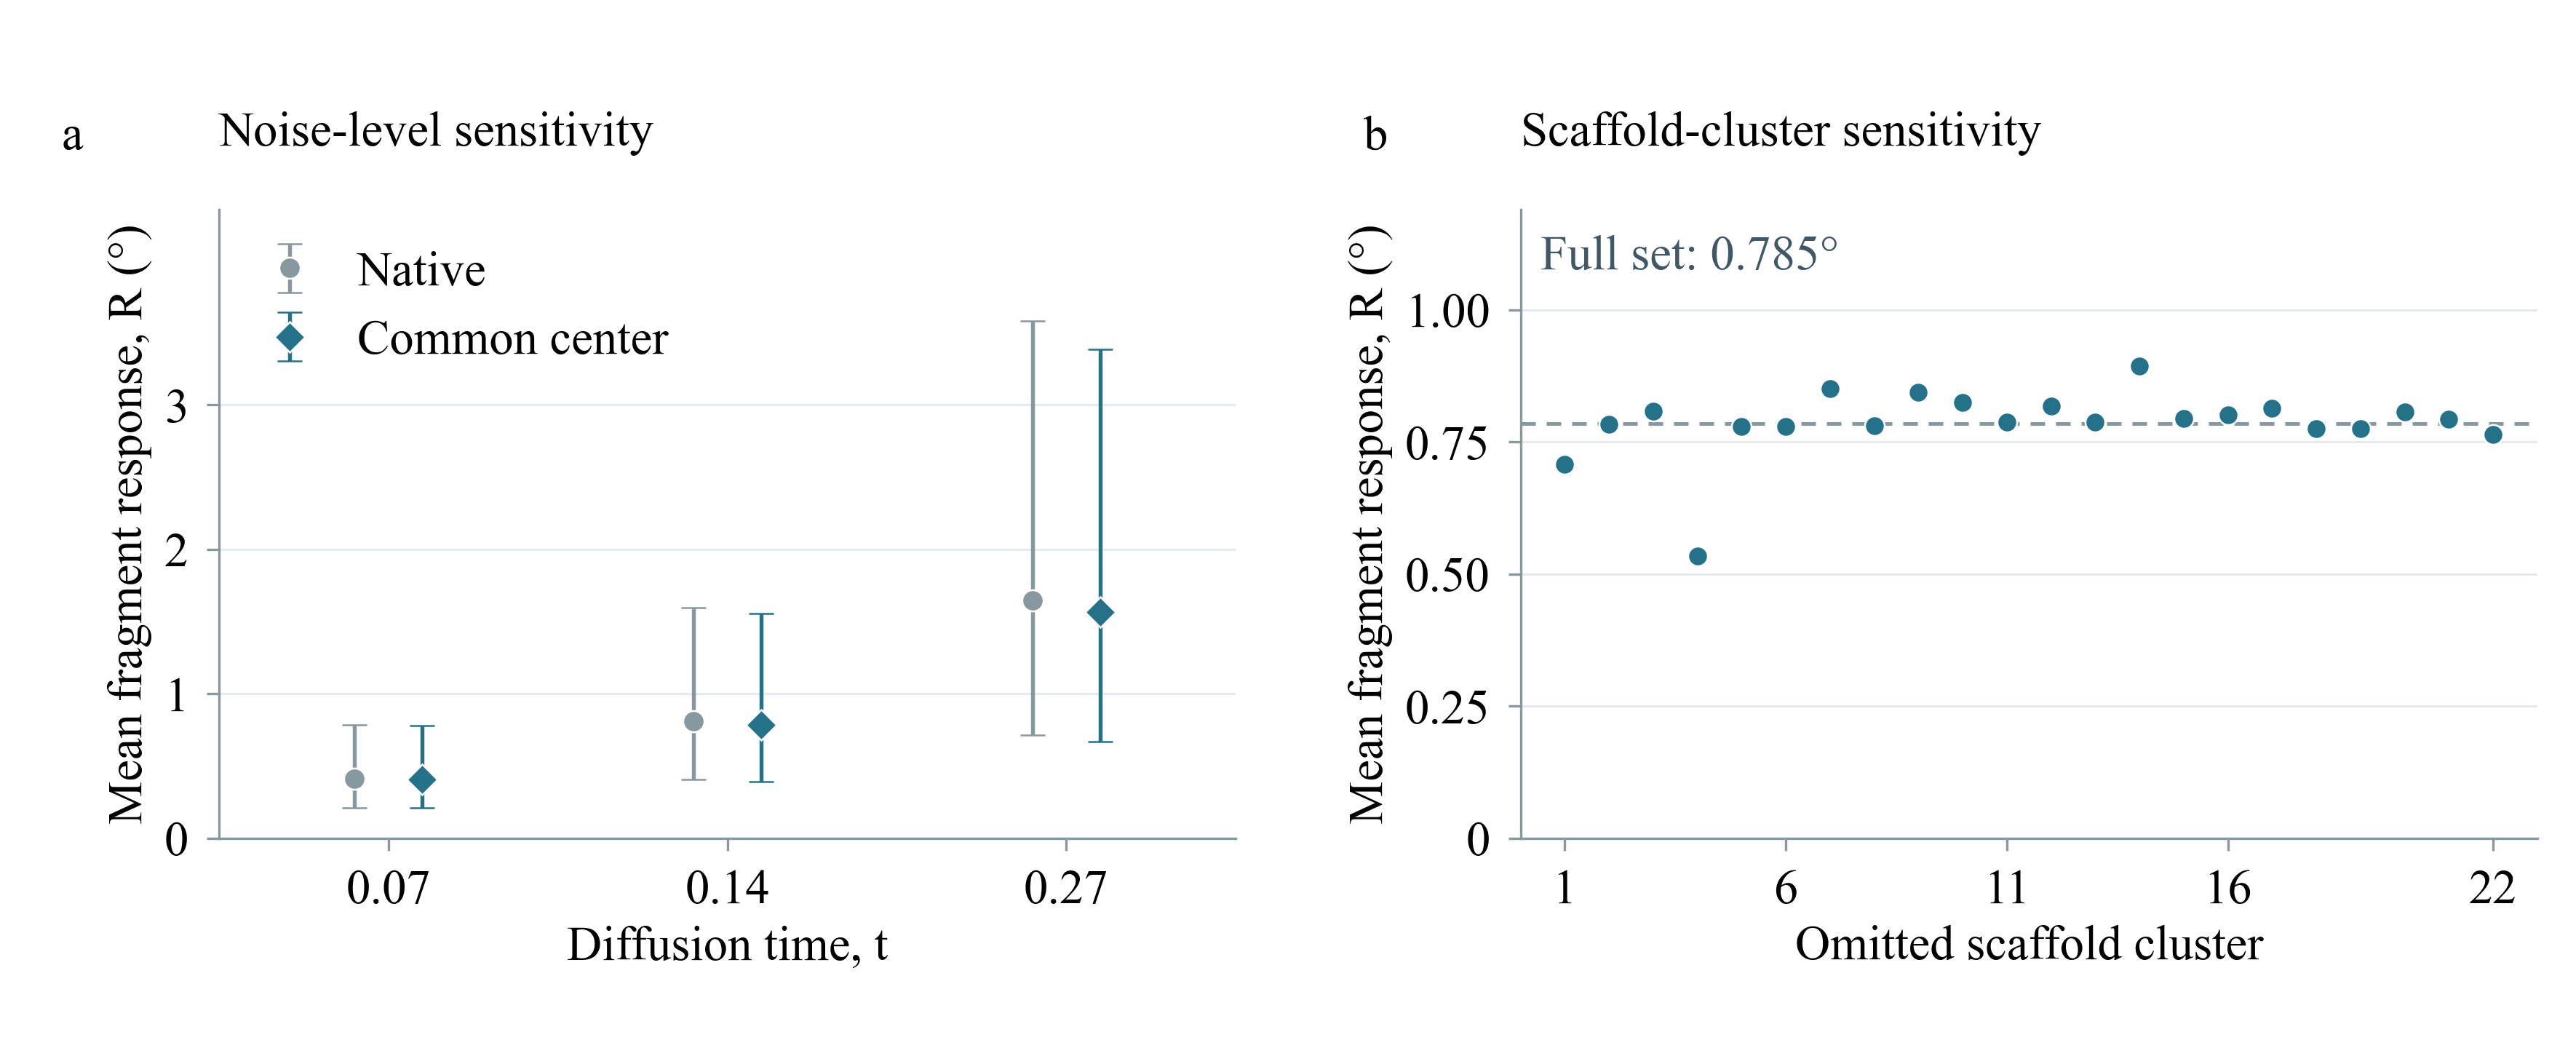 a
Noise-level sensitivity
Mean fragment response, R (°)
Native
Common center
3
2
1
0
0.07
0.14
0.27
Diffusion time, t
b
Scaffold-cluster sensitivity
Mean fragment response, R (°)
Full set: 0.785°
1.00
0.75
0.50
0.25
0
1
6
11
16
22
Omitted scaffold cluster